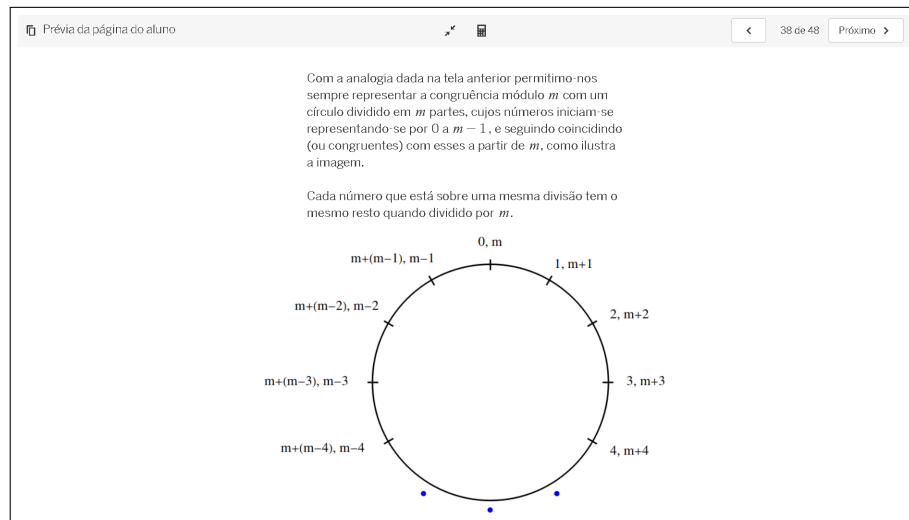 Prévia da página do aluno
38 de 48
Próximo
Com a analogia dada na tela anterior permitimo-nos
sempre representar a congruência módulo m com um
círculo dividido em m partes, cujos números iniciam-se
representando-se por 0 a m − 1, e seguindo coincidindo
(ou congruentes) com esses a partir de m, como ilustra
a imagem.
Cada número que está sobre uma mesma divisão tem o
mesmo resto quando dividido por m.
0, m
m+(m−1), m−1
1, m+1
m+(m−2), m−2
2, m+2
m+(m−3), m−3
3, m+3
m+(m−4), m−4
4, m+4